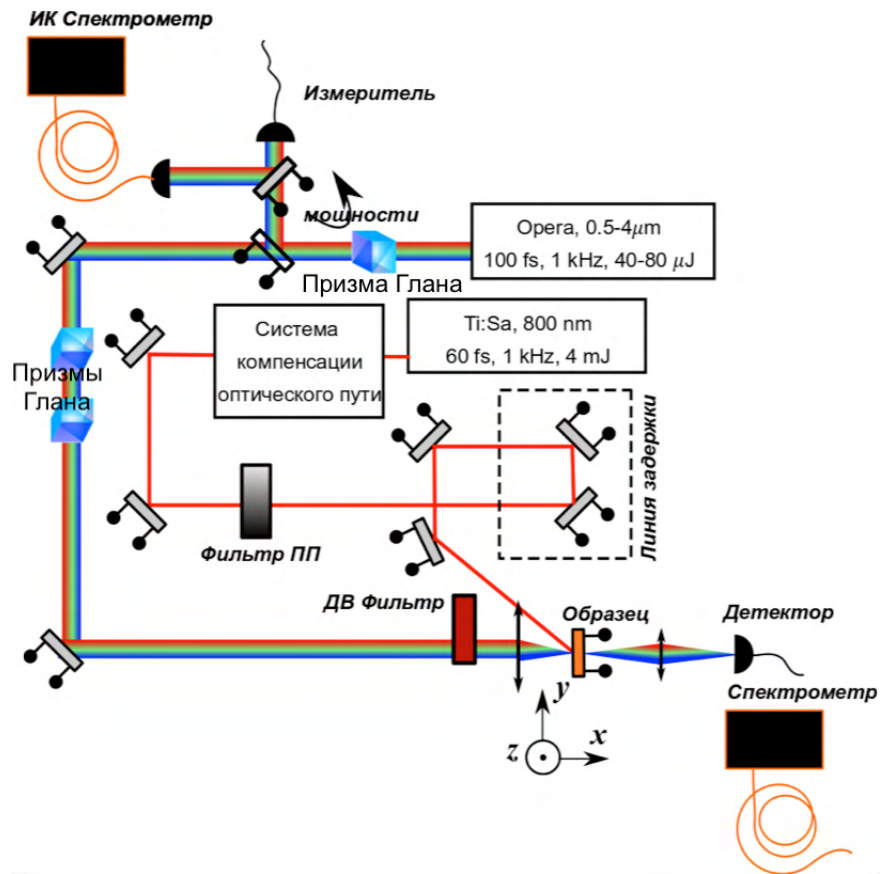 ИК Спектрометр
Измеритель
мощности
Opera, 0.5-4μm
100 fs, 1 kHz, 40-80 μJ
Призма Глана
Ti:Sa, 800 nm
60 fs, 1 kHz, 4 mJ
Система
компенсации
оптического пути
Призмы
Глана
Линия задержки
Фильтр ПП
ДВ Фильтр
Образец
Детектор
Спектрометр
y
z
x